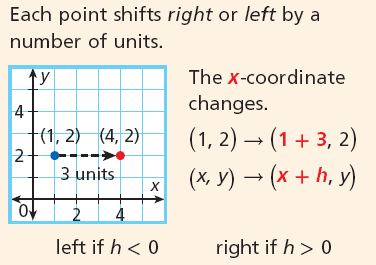 Each point shifts right or left by a
number of units.
y
4
(1, 2) (4, 2)
2
3 units
x
0
2 4
The x-coordinate
changes.
(1, 2) → (1 + 3, 2)
(x, y) → (x + h, y)
left if h < 0 right if h > 0